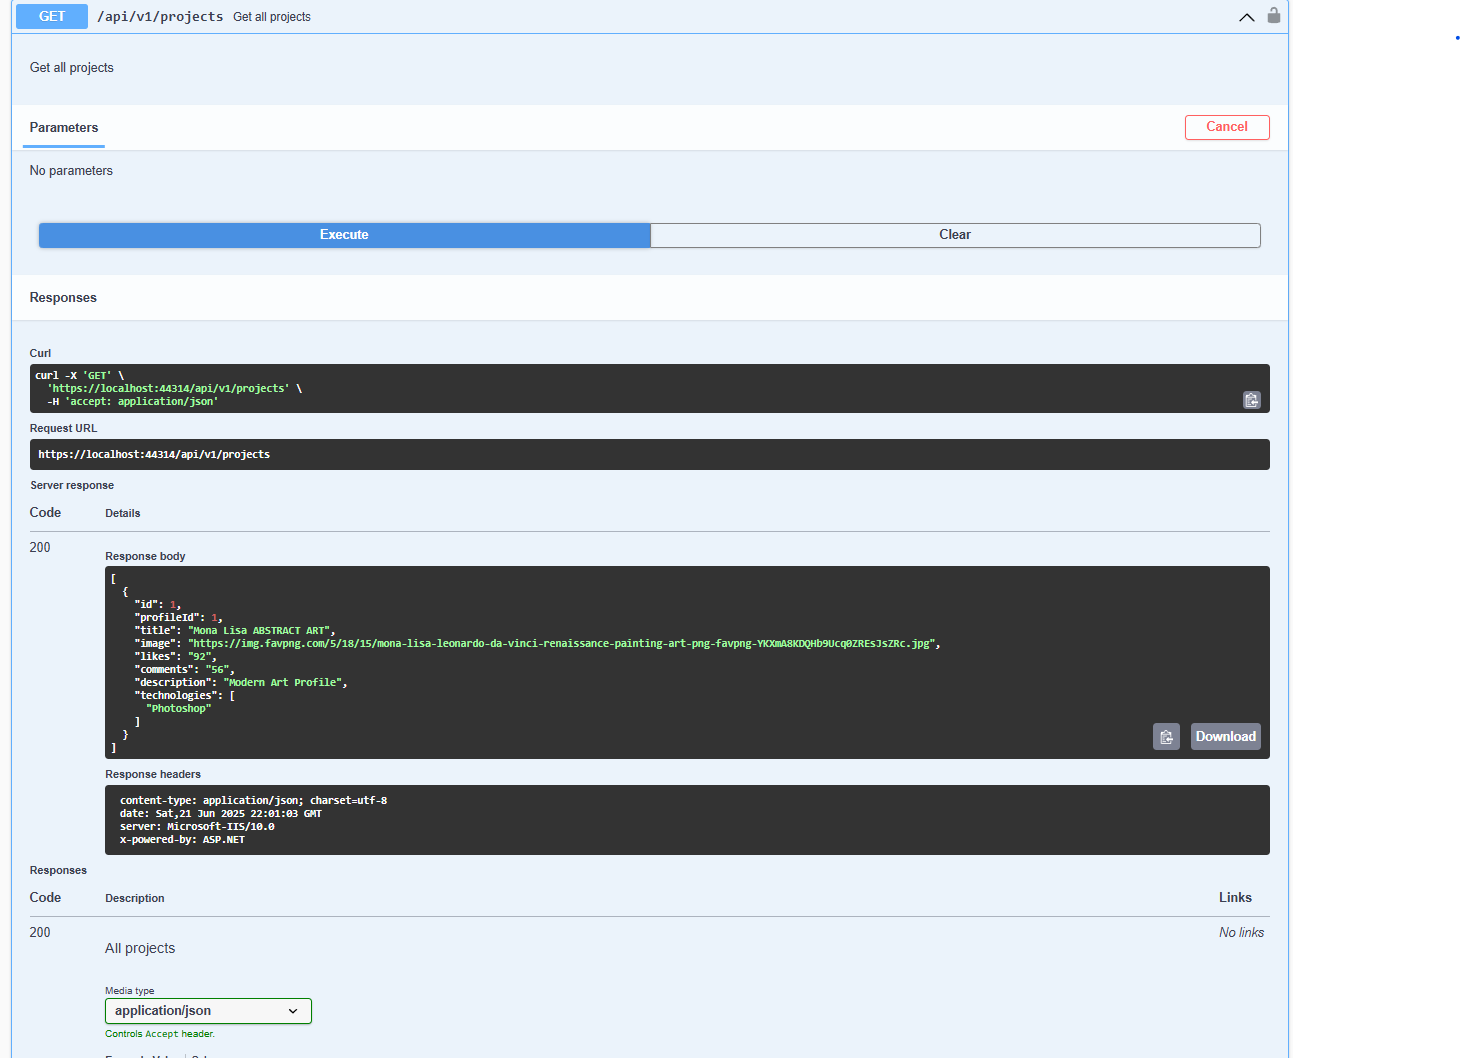 GET /api/v1/projects Get all projects
Get all projects
Parameters
Cancel
No parameters
Execute
Clear
Responses
Curl
curl -X 'GET' \
'https://localhost:44314/api/v1/projects' \
-H 'accept: application/json'
Request URL
https://localhost:44314/api/v1/projects
Server response
Code Details
200
Response body
[
{
"id": 1,
"profileId": 1,
"title": "Mona Lisa ABSTRACT ART",
"image": "https://img.favpng.com/5/18/15/mona-lisa-leonardo-da-vinci-renaissance-painting-art-png-favpng-YKXmA8KDQHb9Ucq0ZREsJsZRc.jpg",
"likes": "92",
"comments": "56",
"description": "Modern Art Profile",
"technologies": [
"Photoshop"
]
}
]
Download
Response headers
content-type: application/json; charset=utf-8
date: Sat,21 Jun 2025 22:01:03 GMT
server: Microsoft-IIS/10.0
x-powered-by: ASP.NET
Responses
Code Description Links
200
All projects
No links
Media type
application/json
Controls Accept header.